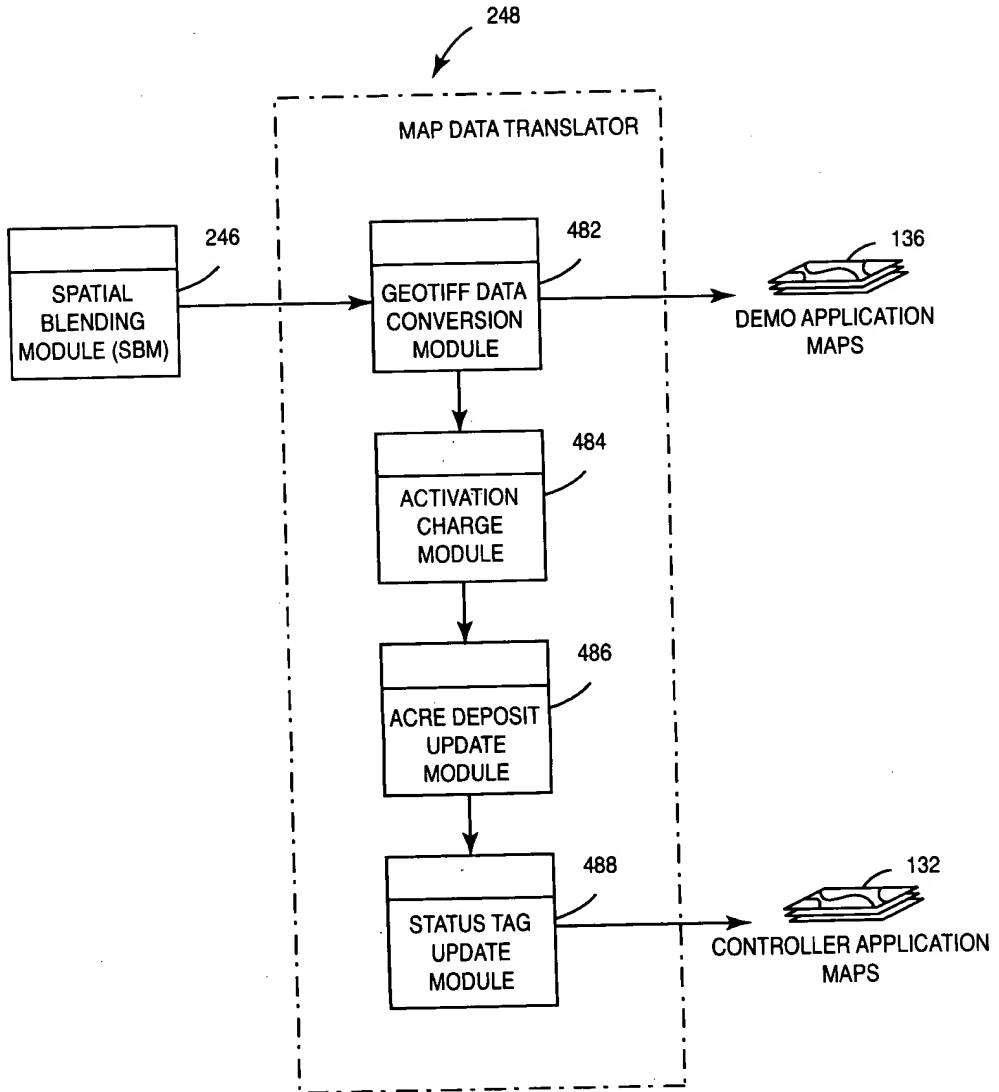 248
MAP DATA TRANSLATOR
246
SPATIAL
BLENDING
MODULE (SBM)
482
GEOTIFF DATA
CONVERSION
MODULE
136
DEMO APPLICATION
MAPS
484
ACTIVATION
CHARGE
MODULE
486
ACRE DEPOSIT
UPDATE
MODULE
488
STATUS TAG
UPDATE
MODULE
132
CONTROLLER APPLICATION
MAPS